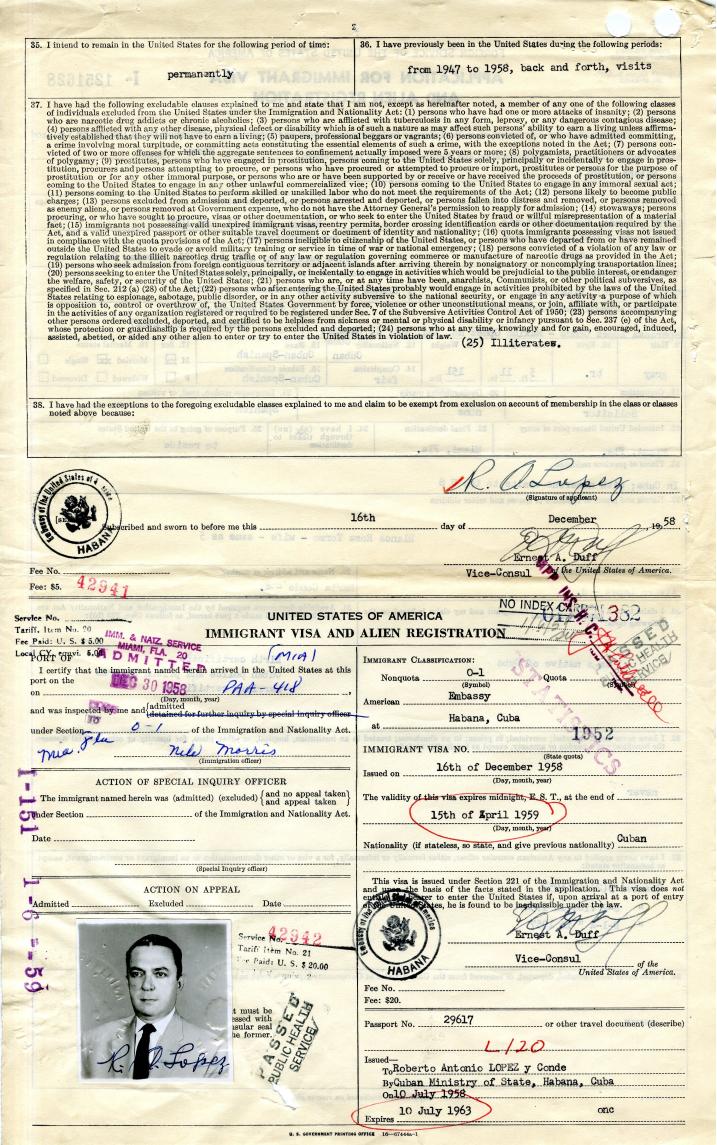 2
35. I intend to remain in the United States for the following period of time:
permanently
36. I have previously been in the United States during the following periods:
from 1947 to 1958, back and forth, visits
37. I have had the following excludable clauses explained to me and state that I am not, except as hereafter noted, a member of any one of the following classes
of individuals excluded from the United States under the Immigration and Nationality Act: (1) persons who have had one or more attacks of insanity; (2) persons
who are narcotic drug addicts or chronic alcoholics; (3) persons who are afflicted with tuberculosis in any form, leprosy, or any dangerous contagious disease;
(4) persons afflicted with any other disease, physical defect or disability which is of such a nature as may affect such persons' ability to earn a living unless affirma-
tively established that they will not have to earn a living; (5) paupers, professional beggars or vagrants; (6) persons convicted of, or who have admitted committing,
a crime involving moral turpitude, or committing acts constituting the essential elements of such a crime, with the exceptions noted in the Act; (7) persons con-
victed of two or more offenses for which the aggregate sentences to confinement actually imposed were 5 years or more; (8) polygamists, practitioners or advocates
of polygamy; (9) prostitutes, persons who have engaged in prostitution, persons coming to the United States solely, principally or incidentally to engage in pros-
titution, procurers and persons attempting to procure, or persons who have procured or attempted to procure or import, prostitutes or persons for the purpose of
prostitution or for any other immoral purpose, or persons who are or have been supported by or have received the proceeds of prostitution, or persons
coming to the United States to engage in any other unlawful commercialized vice; (10) persons coming to the United States to engage in any immoral sexual act;
(11) persons coming to the United States to perform skilled or unskilled labor who do not meet the requirements of the Act; (12) persons likely to become public
charges; (13) persons excluded from admission and deported, or persons arrested and deported, or persons fallen into distress and removed, or persons removed
as enemy aliens, or persons removed at Government expense, who do not have the Attorney General's permission to reapply for admission; (14) stowaways; persons
procuring, or who have sought to procure, visas or other documentation, or who seek to enter the United States by fraud or willful misrepresentation of a material
fact; (15) immigrants not possessing valid unexpired immigrant visas, reentry permits, border crossing identification cards or other documentation required by the
Act, and a valid unexpired passport or other suitable travel document or document of identity and nationality; (16) quota immigrants possessing visas not issued
in compliance with the quota provisions of the Act; (17) persons ineligible to citizenship of the United States, or persons who have departed from or have remained
outside the United States to evade or avoid military training or service in time of war or national emergency; (18) persons convicted of a violation of any law or
regulation relating to the illicit narcotic drug traffic or of any law or regulation governing commerce or manufacture of narcotic drugs as provided in the Act;
(19) persons who seek admission from foreign contiguous territory or adjacent islands after arriving therein by nonsignatory or noncomplying transportation lines;
(20) persons seeking to enter the United States solely, principally, or incidentally to engage in activities which would be prejudicial to the public interest, or endanger
the welfare, safety, or security of the United States; (21) persons who are, or at any time have been, anarchists, Communists, or other political subversives, as
specified in Sec. 212 (a) (28) of the Act; (22) persons who after entering the United States probably would engage in activities prohibited by the laws of the United
States relating to espionage, sabotage, public disorder, or in any other activity subversive to the national security, or engage in any activity a purpose of which
is opposition to, control or overthrow of, the United States Government by force, violence or other unconstitutional means, or join, affiliate with, or participate
in the activities of any organization registered or required to be registered under Sec. 7 of the Subversive Activities Control Act of 1950; (23) persons accompanying
other persons ordered excluded, deported, and certified to be helpless from sickness or mental or physical disability or infancy pursuant to Sec. 237 (e) of the Act,
whose protection or guardianship is required by the persons excluded and deported; (24) persons who at any time, knowingly and for gain, encouraged, induced,
assisted, abetted, or aided any other alien to enter or try to enter the United States in violation of law.
(25) Illiterates.
38. I have had the exceptions to the foregoing excludable classes explained to me and claim to be exempt from exclusion on account of membership in the class or classes
noted above because:
R. A. Lopez
(Signature of applicant)
Embassy of the United States of
HABANA
Subscribed and sworn to before me this 16th day of December, 1958
Ernest A. Duff
Vice-Consul of the United States of America.
Fee No. 42941
Fee: $5.
NO INDEX CARD
UNITED STATES OF AMERICA
IMMIGRANT VISA AND ALIEN REGISTRATION
Service No.
Tariff. Item No. 20
Fee Paid: U. S. $ 5.00
IMM. & NATZ. SERVICE
MIAMI, FLA. 20
ADMITTED
DEC 30 1958
PORT OF (MIA)
I certify that the immigrant named herein arrived in the United States at this
port on the
on PAA-418
(Day, month, year)
and was inspected by me and {admitted
detained for further inquiry by special inquiry officer
under Section O-1 of the Immigration and Nationality Act.
Mia Fla Nile Morris
(Immigration officer)
ACTION OF SPECIAL INQUIRY OFFICER
The immigrant named herein was (admitted) (excluded) {and no appeal taken}
and appeal taken
under Section of the Immigration and Nationality Act.
Date
(Special Inquiry officer)
ACTION ON APPEAL
Admitted Excluded Date
I-151 1-6-59
Service No. 42942
Tariff Item No. 21
Fee Paid: U. S. $ 20.00
t must be
essed with
nsular seal
he former.
PASSED
PUBLIC HEALTH
SERVICE
R. A. Lopez
IMMIGRANT CLASSIFICATION:
Nonquota O-1 Quota
(Symbol) (Symbol)
American Embassy
at Habana, Cuba
STATISTICS
1952
IMMIGRANT VISA NO.
(State quota)
Issued on 16th of December 1958
(Day, month, year)
The validity of this visa expires midnight, E. S. T., at the end of
15th of April 1959
(Day, month, year)
Nationality (if stateless, so state, and give previous nationality) Cuban
This visa is issued under Section 221 of the Immigration and Nationality Act
and upon the basis of the facts stated in the application. This visa does not
entitle the bearer to enter the United States if, upon arrival at a port of entry
of the United States, he is found to be inadmissible under the law.
Embassy of the United States of America
HABANA
Ernest A. Duff
Vice-Consul of the
United States of America.
Fee No.
Fee: $20.
Passport No. 29617 or other travel document (describe)
L120
Issued—
To Roberto Antonio LOPEZ y Conde
By Cuban Ministry of State, Habana, Cuba
On 10 July 1958
Expires 10 July 1963 onc
U. S. GOVERNMENT PRINTING OFFICE 16—67444a-1